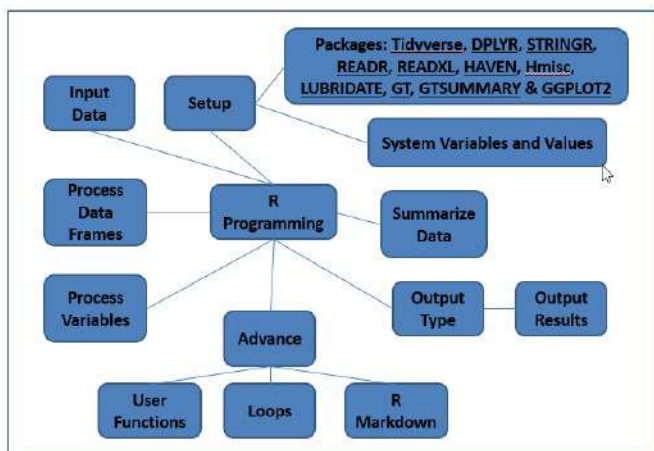 Packages: Tidyverse, DPLYR, STRINGR,
READR, READXL, HAVEN, Hmisc,
LUBRIDATE, GT, GTSUMMARY & GGPLOT2
Input
Data
Setup
System Variables and Values
Process
Data
Frames
R
Programming
Summarize
Data
Process
Variables
Output
Type
Output
Results
Advance
User
Functions
Loops
R
Markdown